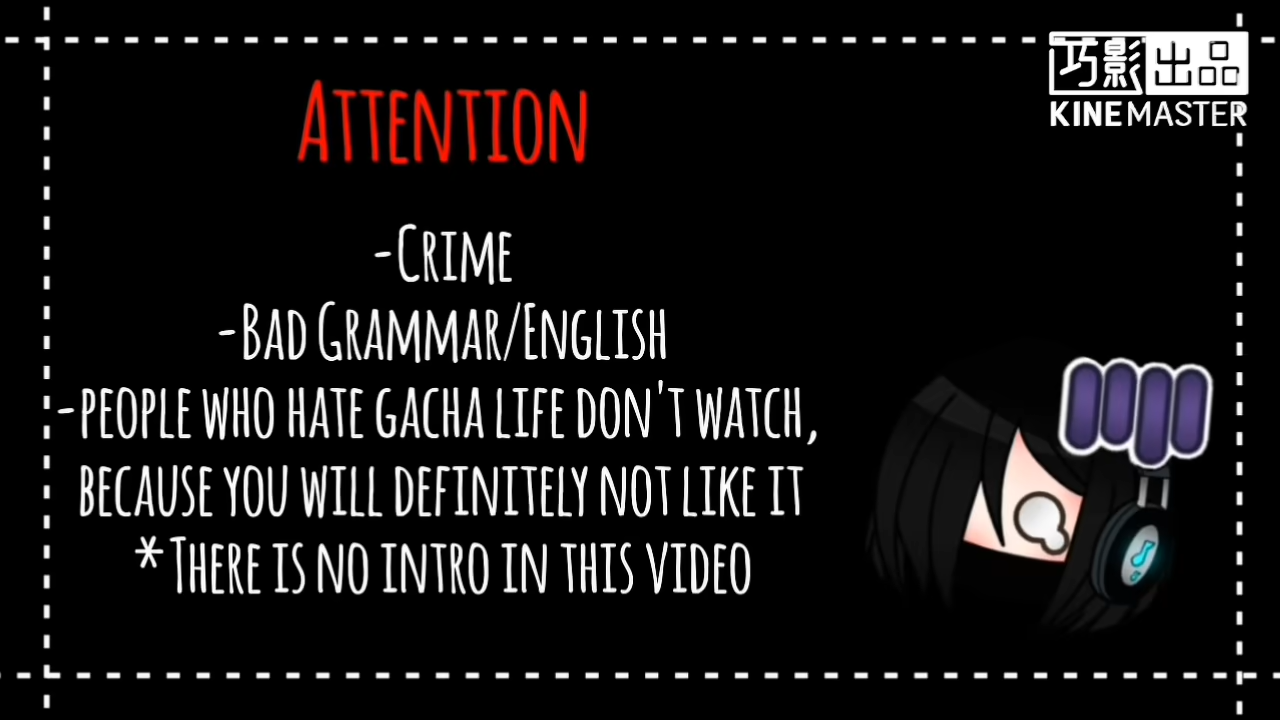 巧影出品
KINEMASTER
ATTENTION
-CRIME
-BAD GRAMMAR/ENGLISH
-PEOPLE WHO HATE GACHA LIFE DON'T WATCH,
BECAUSE YOU WILL DEFINITELY NOT LIKE IT
*THERE IS NO INTRO IN THIS VIDEO